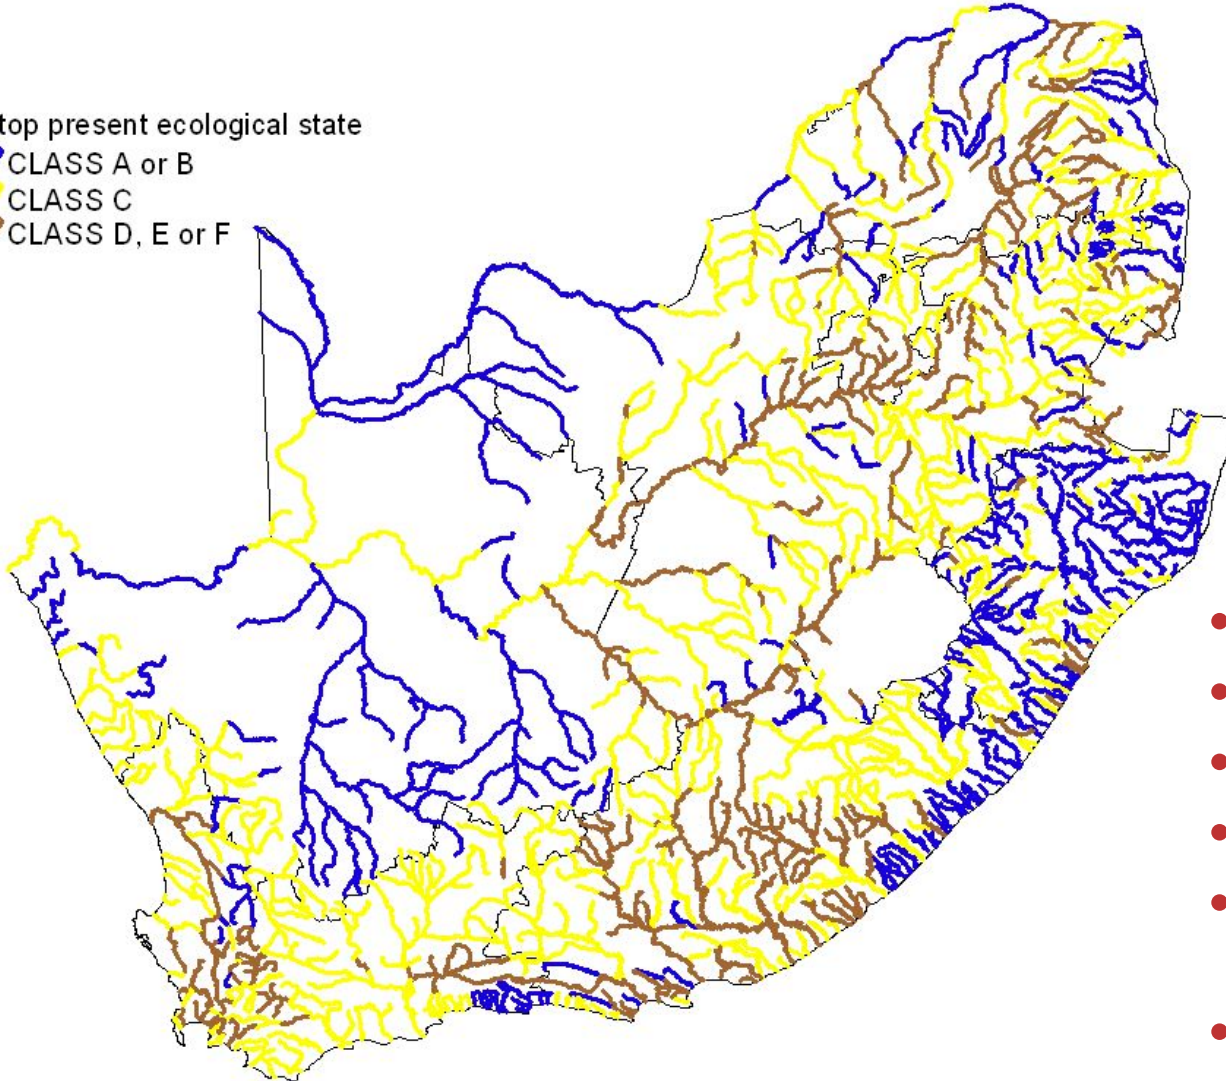 top present ecological state
CLASS A or B
CLASS C
CLASS D, E or F